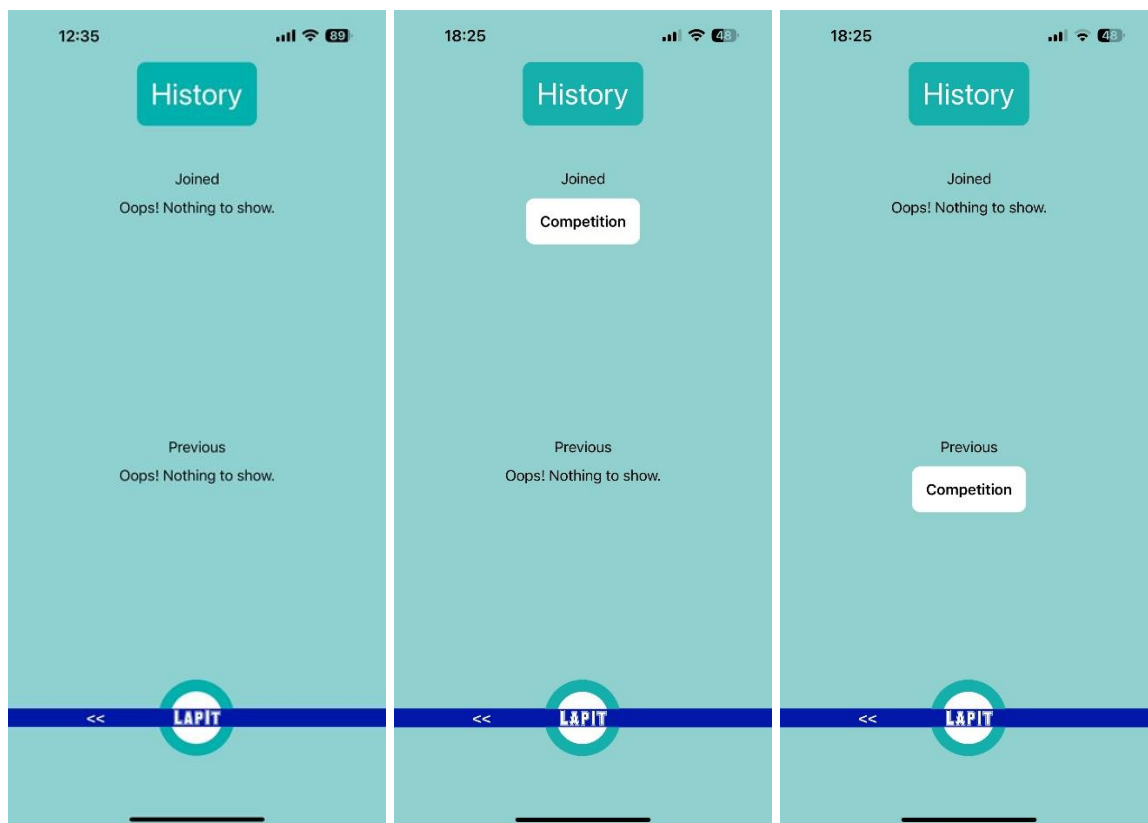 12:35
89
History
Joined
Oops! Nothing to show.
Previous
Oops! Nothing to show.
<<
LAPIT
18:25
48
History
Joined
Competition
Previous
Oops! Nothing to show.
<<
LAPIT
18:25
48
History
Joined
Oops! Nothing to show.
Previous
Competition
<<
LAPIT